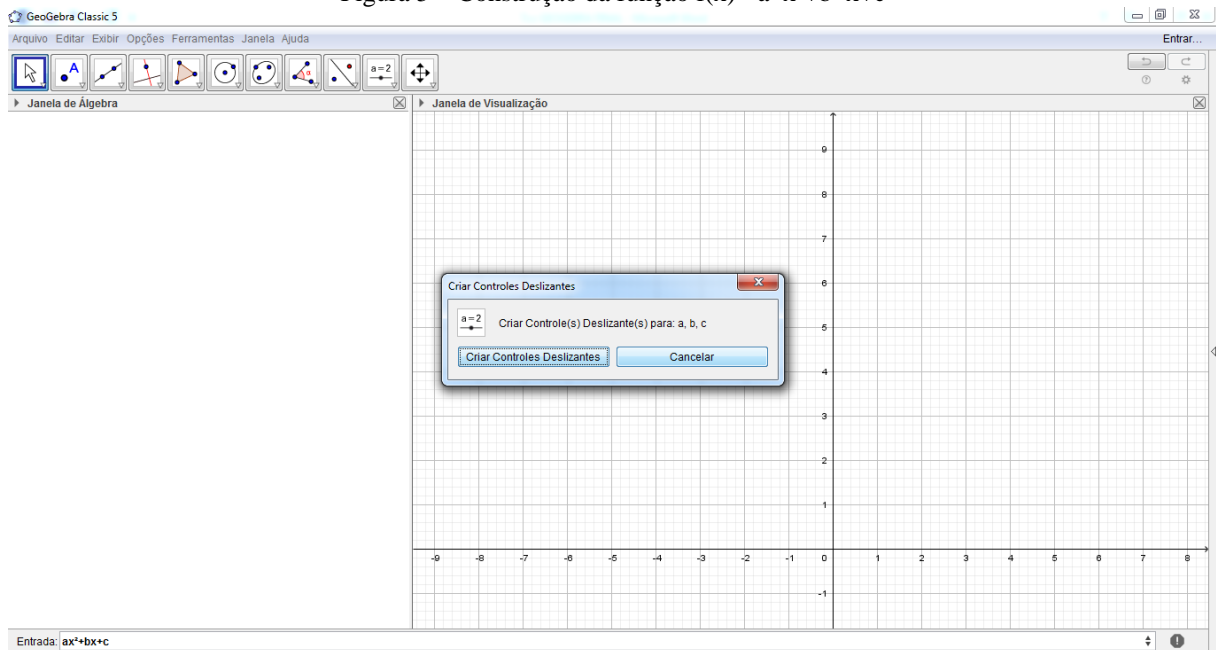 GeoGebra Classic 5
Arquivo Editar Exibir Opções Ferramentas Janela Ajuda
Entrar...
A
α
a=2
Janela de Álgebra
Janela de Visualização
9
8
7
6
5
4
3
2
1
-9 -8 -7 -6 -5 -4 -3 -2 -1 0 1 2 3 4 5 6 7 8
-1
Criar Controles Deslizantes
a=2
Criar Controle(s) Deslizante(s) para: a, b, c
Criar Controles Deslizantes
Cancelar
Entrada: ax²+bx+c